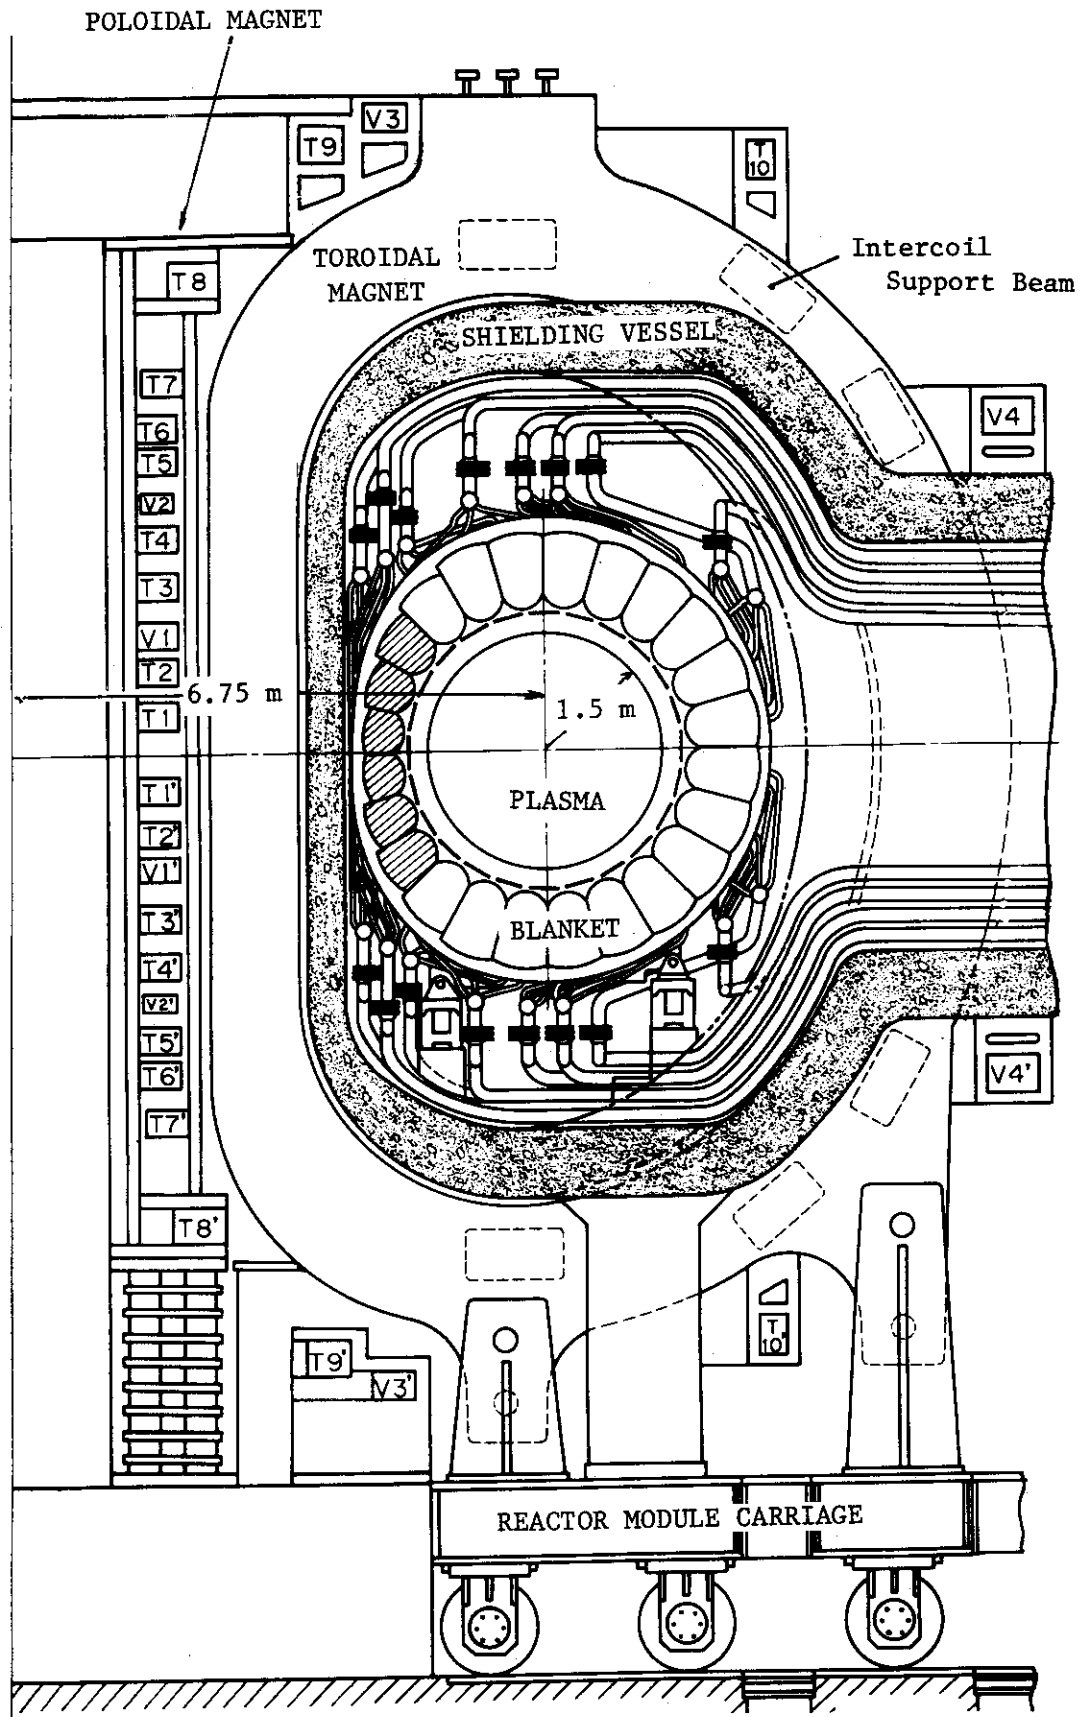 POLOIDAL MAGNET
V3
T9
T
10
Intercoil
Support Beam
TOROIDAL
MAGNET
T8
SHIELDING VESSEL
T7
V4
T6
T5
V2
T4
T3
V1
T2
6.75 m
T1
1.5 m
T1'
PLASMA
T2'
V1'
T3'
BLANKET
T4'
V2'
T5'
T6'
V4'
T7'
T8'
T
10'
T9'
V3'
REACTOR MODULE CARRIAGE